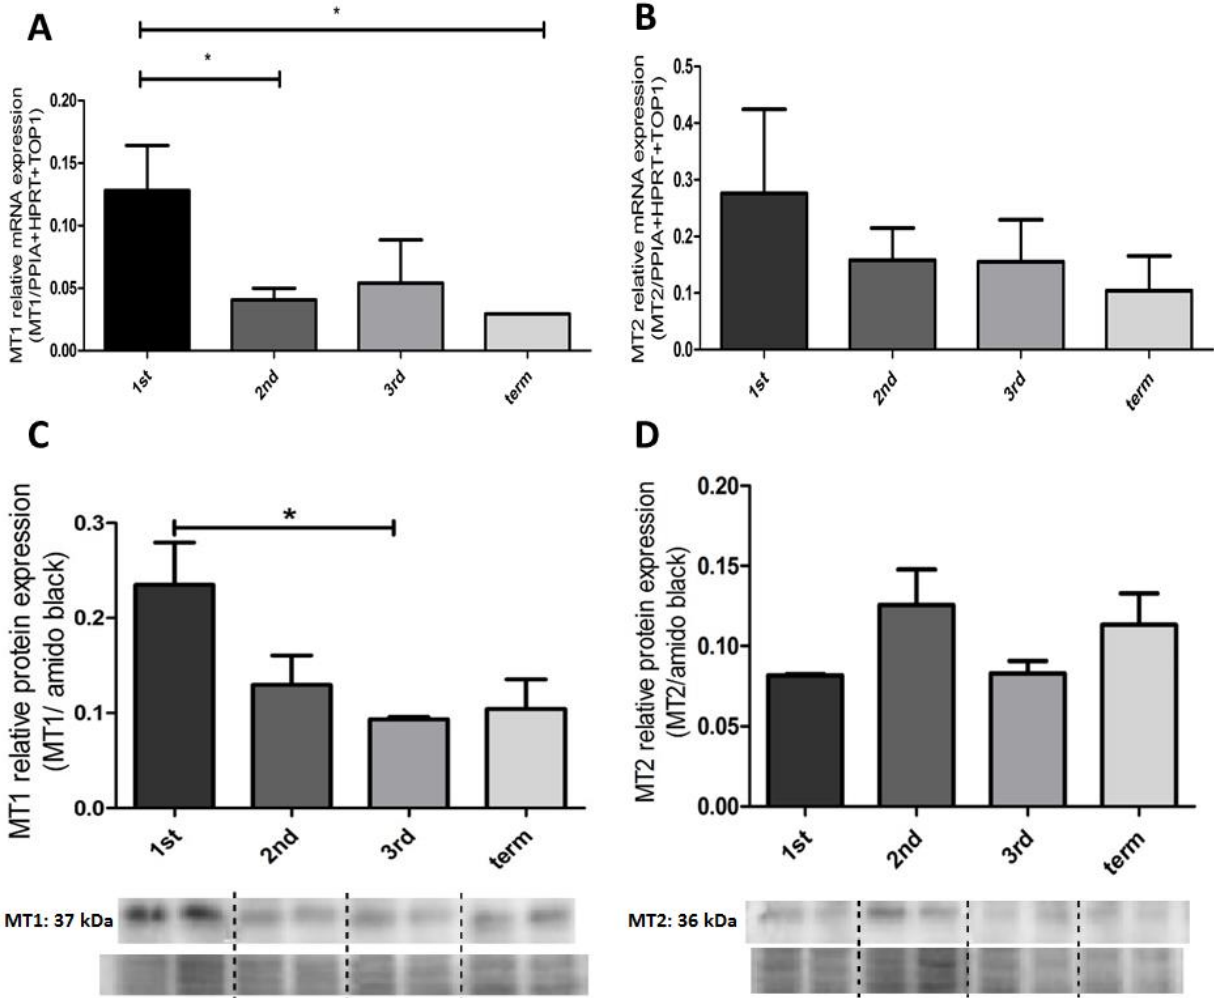 A
*
*
MT1 relative mRNA expression
(MT1/PPIA+HPRT+TOP1)
0.20
0.15
0.10
0.05
0.00
1st
2nd
3rd
term
B
MT2 relative mRNA expression
(MT2/PPIA+HPRT+TOP1)
0.5
0.4
0.3
0.2
0.1
0.0
1st
2nd
3rd
term
C
*
MT1 relative protein expression
(MT1/ amido black)
0.3
0.2
0.1
0.0
1st
2nd
3rd
term
MT1: 37 kDa
D
MT2 relative protein expression
(MT2/amido black)
0.20
0.15
0.10
0.05
0.00
1st
2nd
3rd
term
MT2: 36 kDa